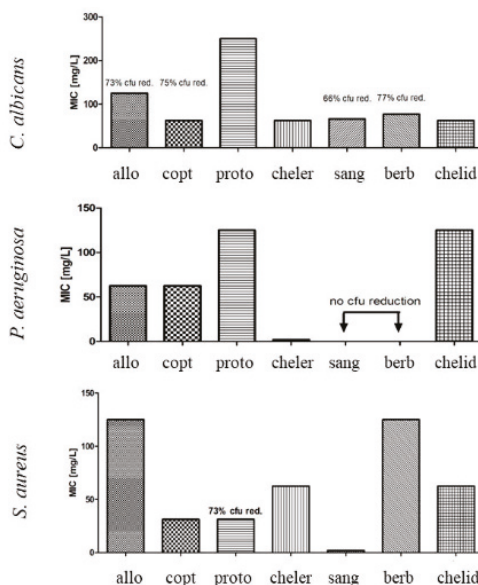 C. albicans
MIC [mg/L]
300
200
100
0
73% cfu red.
75% cfu red.
66% cfu red.
77% cfu red.
allo copt proto cheler sang berb chelid
P. aeruginosa
MIC [mg/L]
150
100
50
0
no cfu reduction
allo copt proto cheler sang berb chelid
S. aureus
MIC [mg/L]
150
100
50
0
73% cfu red.
allo copt proto cheler sang berb chelid